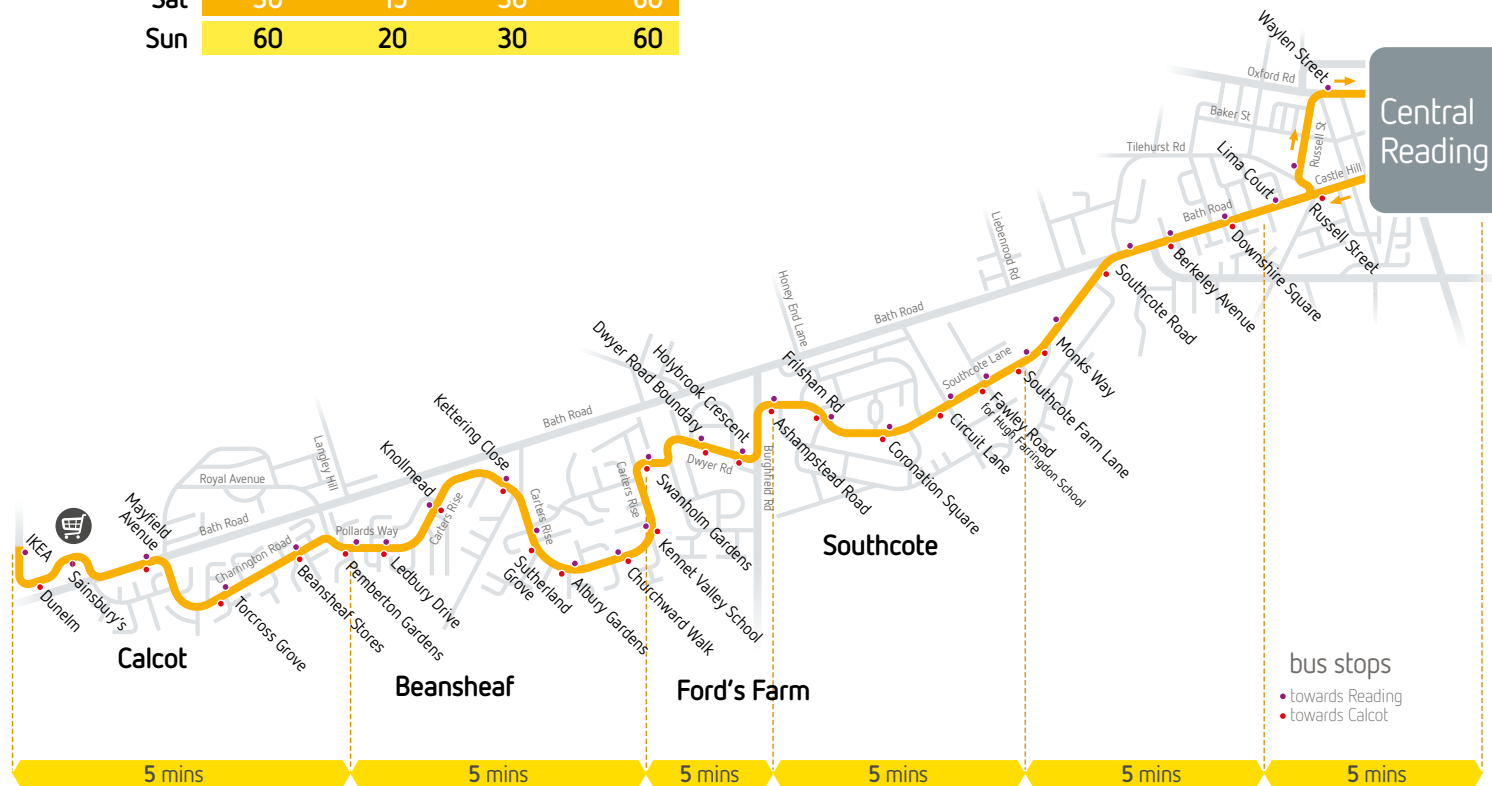 Sat 30 15 30 60
Sun 60 20 30 60
Waylen Street
Oxford Rd
Baker St
Russell St
Central
Reading
Tilehurst Rd
Lima Court
Castle Hill
Bath Road
Russell Street
Downshire Square
Berkeley Avenue
Southcote Road
Liebenrood Rd
Honey End Lane
Bath Road
Monks Way
Southcote Lane
Southcote Farm Lane
Fawley Road
for Hugh Farringdon School
Circuit Lane
Coronation Square
Frilsham Rd
Ashampstead Road
Burghfield Rd
Holybrook Crescent
Dwyer Road Boundary
Dwyer Rd
Swanholm Gardens
Carters Rise
Kennet Valley School
Bath Road
Churchward Walk
Albury Gardens
Sutherland
Grove
Carters Rise
Kettering Close
Knollmead
Carters Rise
Pollards Way
Ledbury Drive
Pemberton Gardens
Langley Hill
Royal Avenue
Bath Road
Charrington Road
Beansheaf Stores
Torcross Grove
Mayfield
Avenue
Sainsbury's
Dunelm
IKEA
Calcot
Beansheaf
Ford's Farm
Southcote
bus stops
towards Reading
towards Calcot
5 mins
5 mins
5 mins
5 mins
5 mins
5 mins